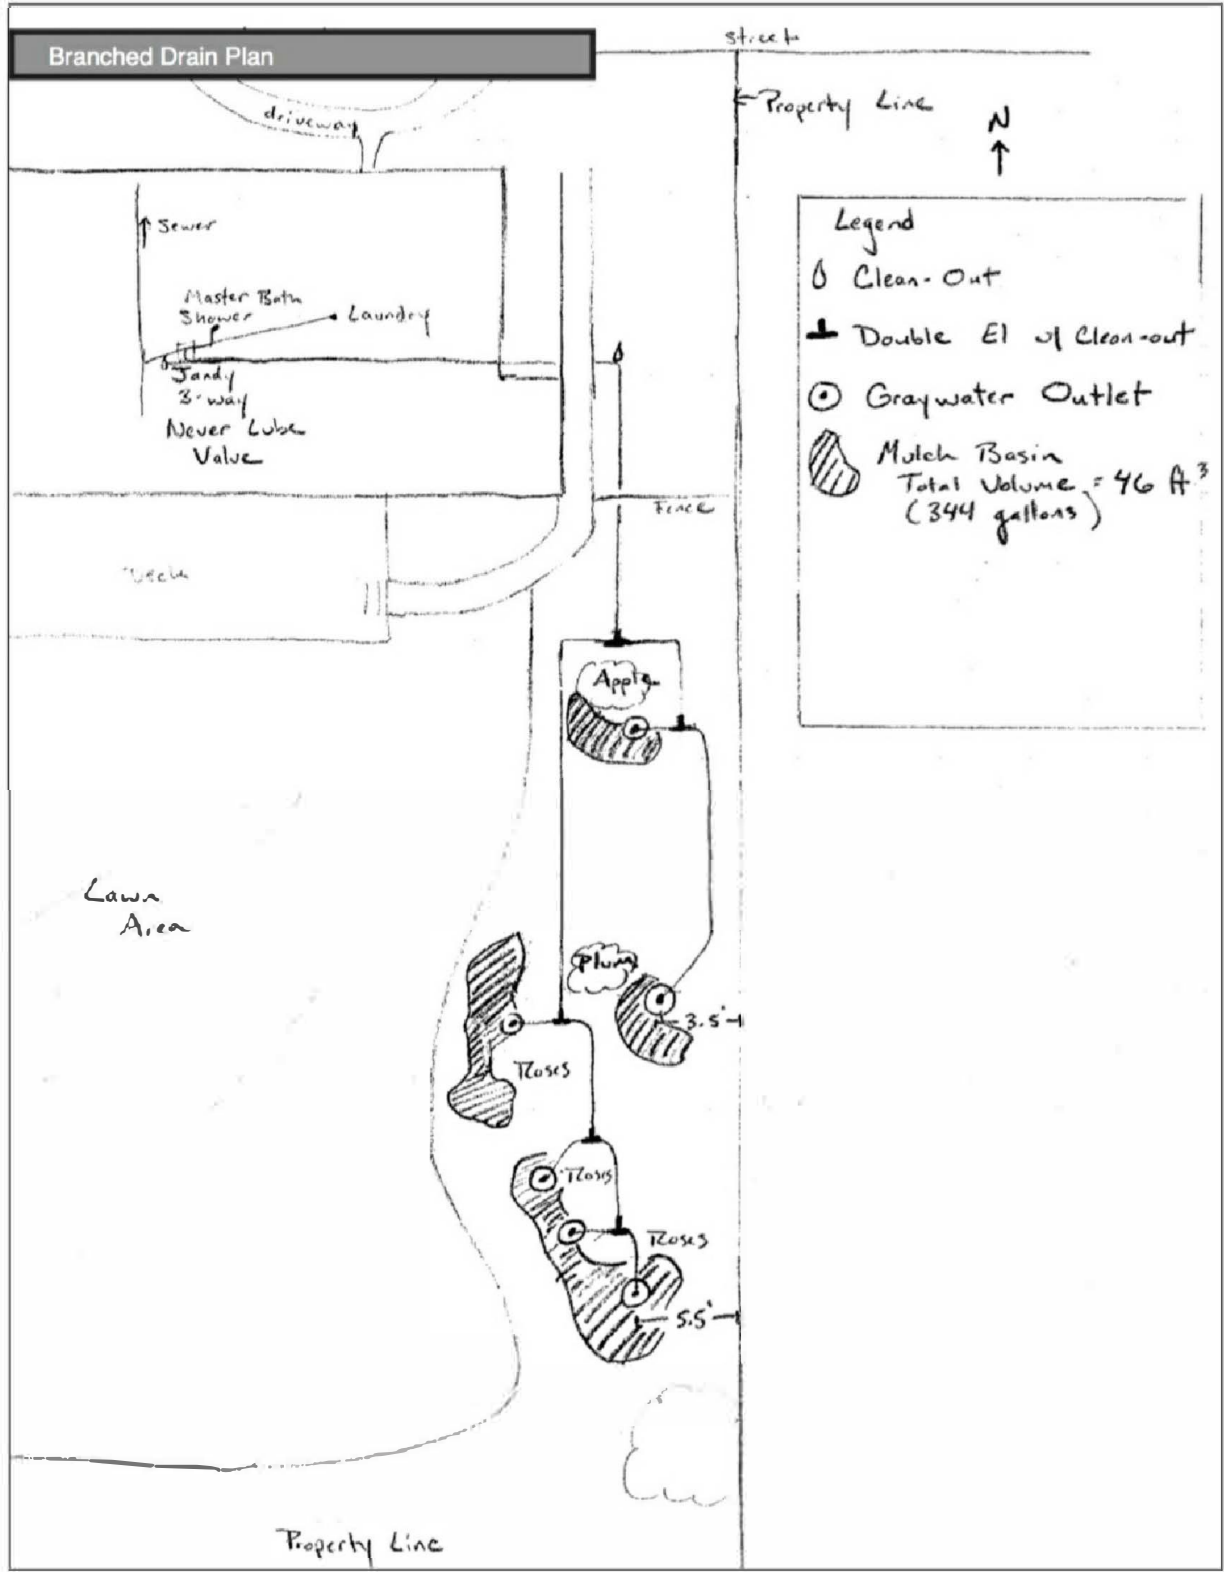 Branched Drain Plan
Street
Property Line
driveway
N
Sewer
Master Bath
Shower
Laundry
Jandy
3-way
Never Lube
Valve
Legend
Clean-Out
Double El w/ Clean-out
Graywater Outlet
Mulch Basin
Total Volume = 46 ft³
(344 gallons)
Fence
Deck
Apple
Lawn
Area
Plum
3.5'
Roses
Roses
Roses
5.5'
Property Line